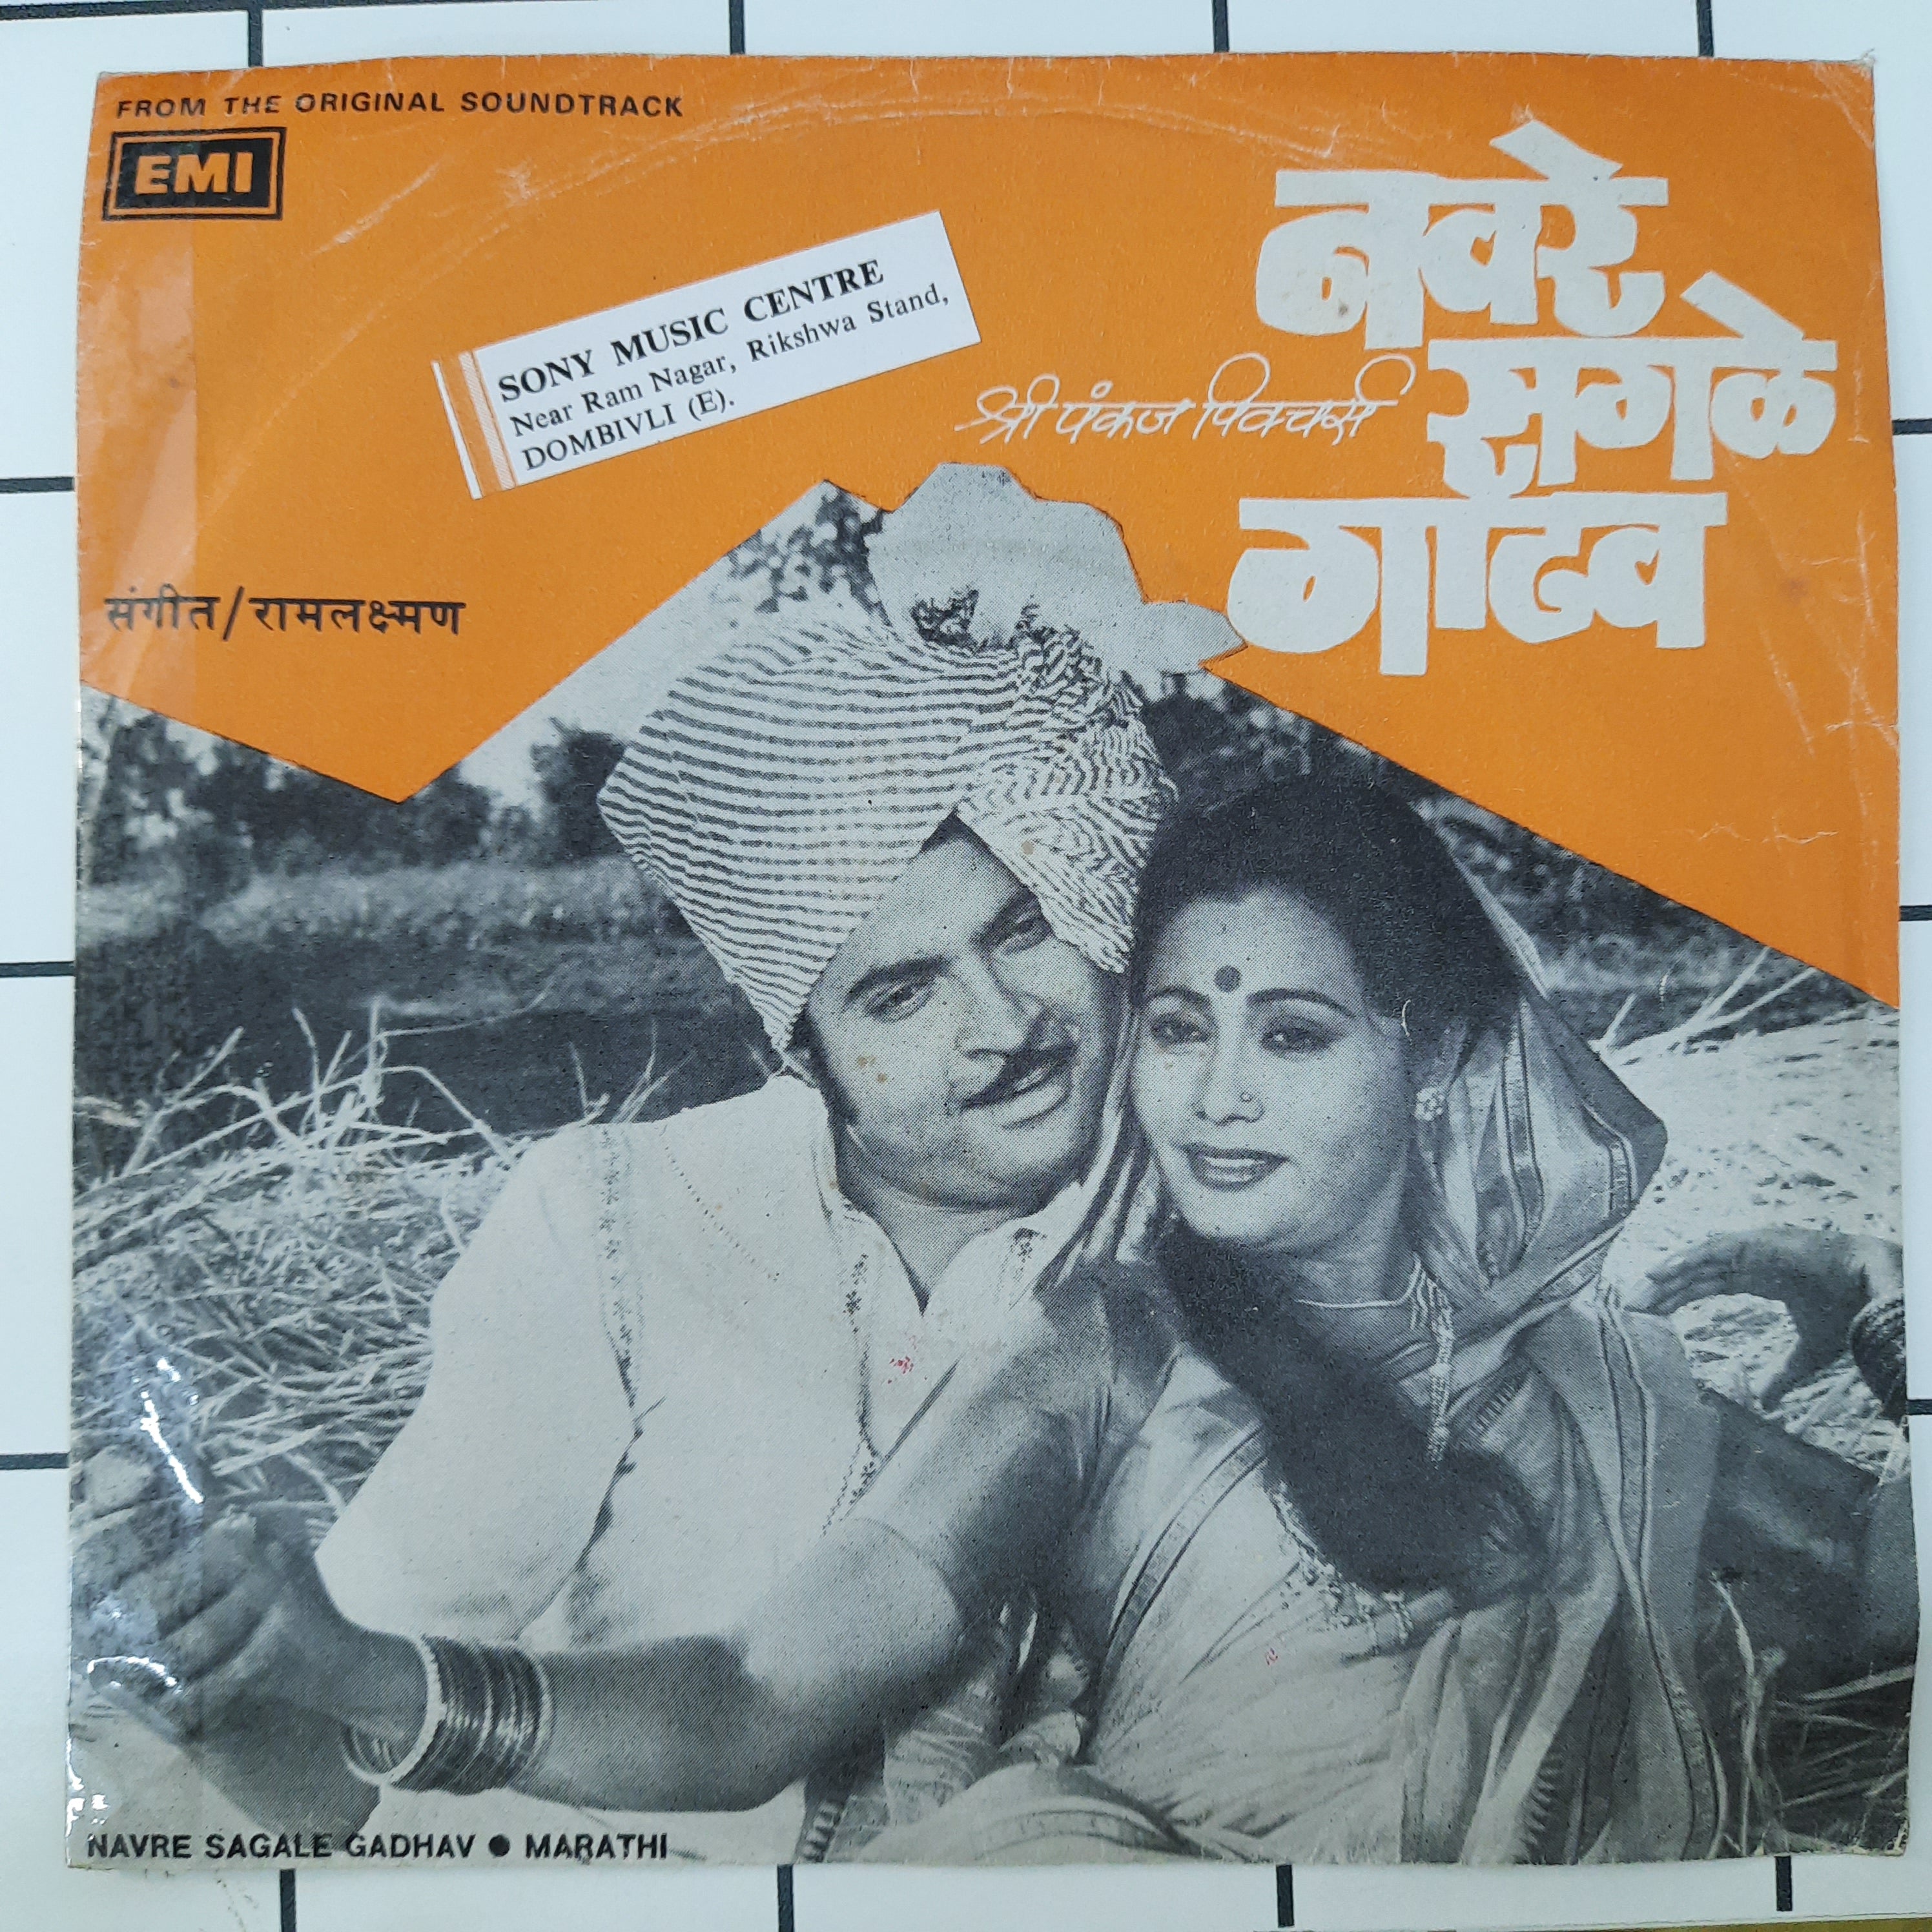 FROM THE ORIGINAL SOUNDTRACK
EMI
नवरे
सगळे
गाढव
SONY MUSIC CENTRE
Near Ram Nagar, Rikshwa Stand,
DOMBIVLI (E).
श्री पंकज पिक्चर्स
संगीत/रामलक्ष्मण
NAVRE SAGALE GADHAV ● MARATHI